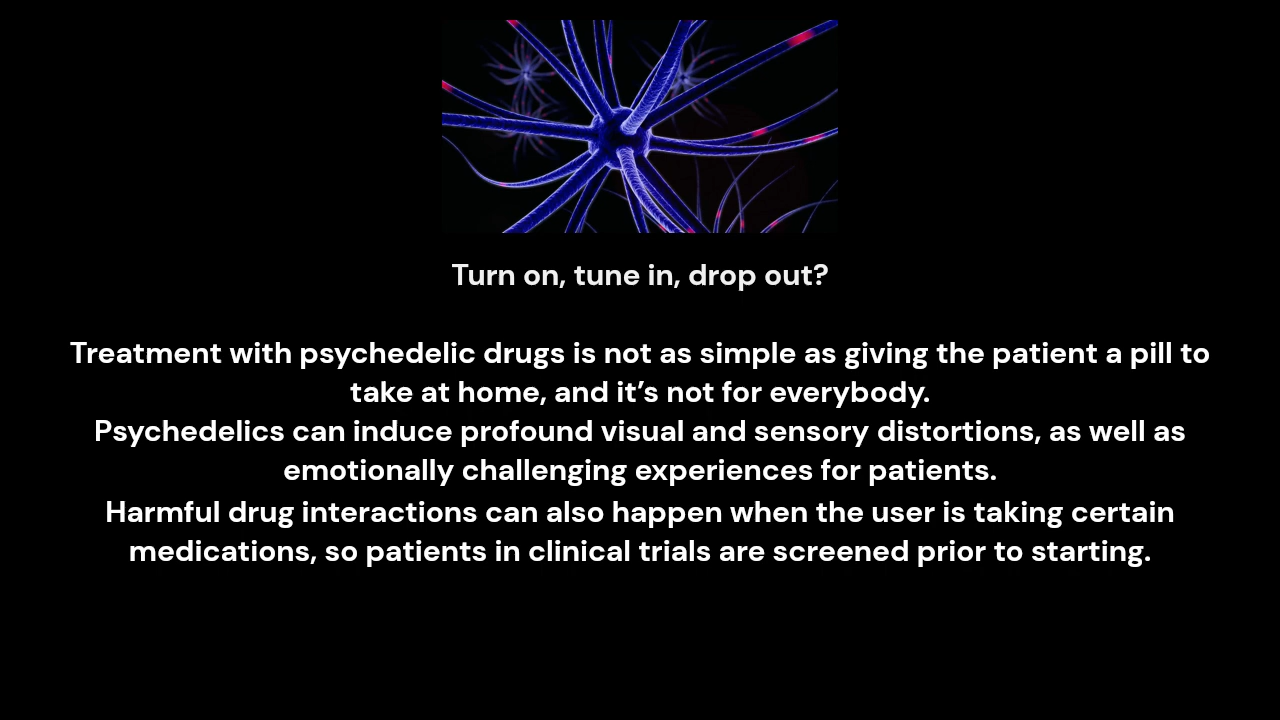 Turn on, tune in, drop out?
Treatment with psychedelic drugs is not as simple as giving the patient a pill to
take at home, and it’s not for everybody.
Psychedelics can induce profound visual and sensory distortions, as well as
emotionally challenging experiences for patients.
Harmful drug interactions can also happen when the user is taking certain
medications, so patients in clinical trials are screened prior to starting.